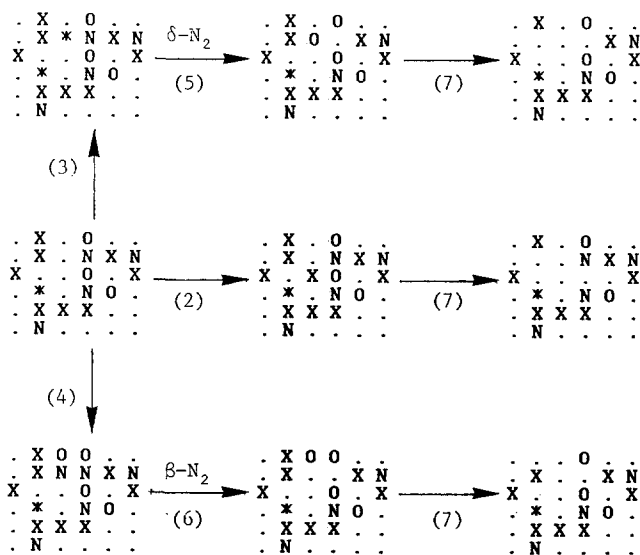 . X . O . .
. X * N X N
X . . O . X
. * . N O .
. X X X . .
. N . . . .
δ-N₂
(5)
. X . O . .
. X O . X N
X . . O . X
. * . N O .
. X X X . .
. N . . . .
(7)
. X . O . .
. . . . X N
X . . O . X
. * . N O .
. X X X . .
. N . . . .
(3)
. X . O . .
. X . N X N
X . . O . X
. * . N O .
. X X X . .
. N . . . .
(2)
. X . O . .
. X . N X N
X . X O . X
. * . N O .
. X X X . .
. N . . . .
(7)
. X . O . .
. . . N X N
X . . . . X
. * . N O .
. X X X . .
. N . . . .
(4)
. X O O . .
. X N N X N
X . . O . X
. * . N O .
. X X X . .
. N . . . .
β-N₂
(6)
. X O O . .
. X . . X N
X . . O . X
. * . N O .
. X X X . .
. N . . . .
(7)
. . . O . .
. X . . X N
X . . O . X
. * . N O .
. X X X . .
. N . . . .